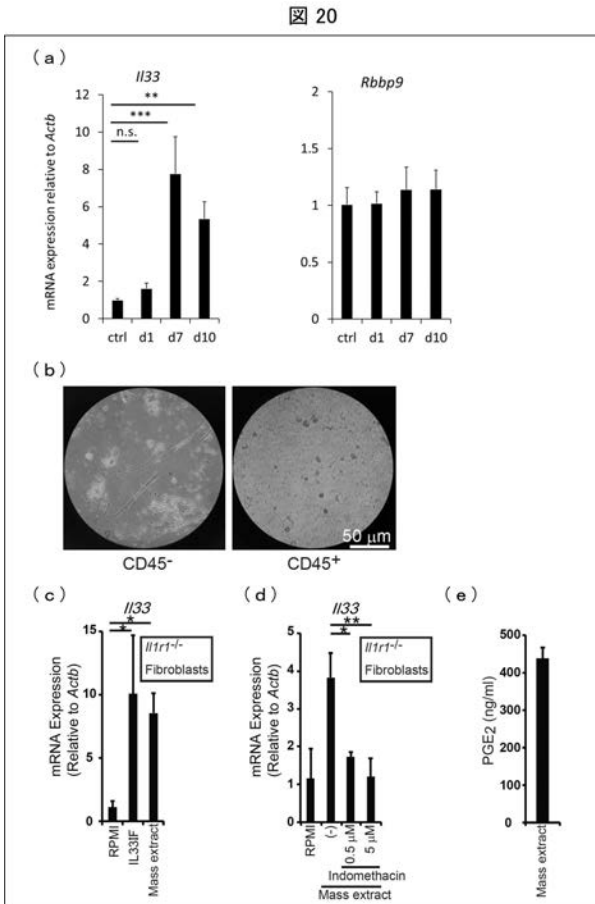 図 20
(a)
Il33
mRNA expression relative to Actb
12
10
8
6
4
2
0
**
***
n.s.
ctrl d1 d7 d10
Rbbp9
2
1.5
1
0.5
0
ctrl d1 d7 d10
(b)
50 μm
CD45-
CD45+
(c)
Il33
mRNA Expression
(Relative to Actb)
15
10
5
0
*
*
Il1r1-/-
Fibroblasts
RPMI
IL33IF
Mass extract
(d)
Il33
mRNA Expression
(Relative to Actb)
5
4
3
2
1
0
**
*
Il1r1-/-
Fibroblasts
RPMI
(-)
0.5 μM
5 μM
Indomethacin
Mass extract
(e)
PGE2 (ng/ml)
500
400
300
200
100
0
Mass extract